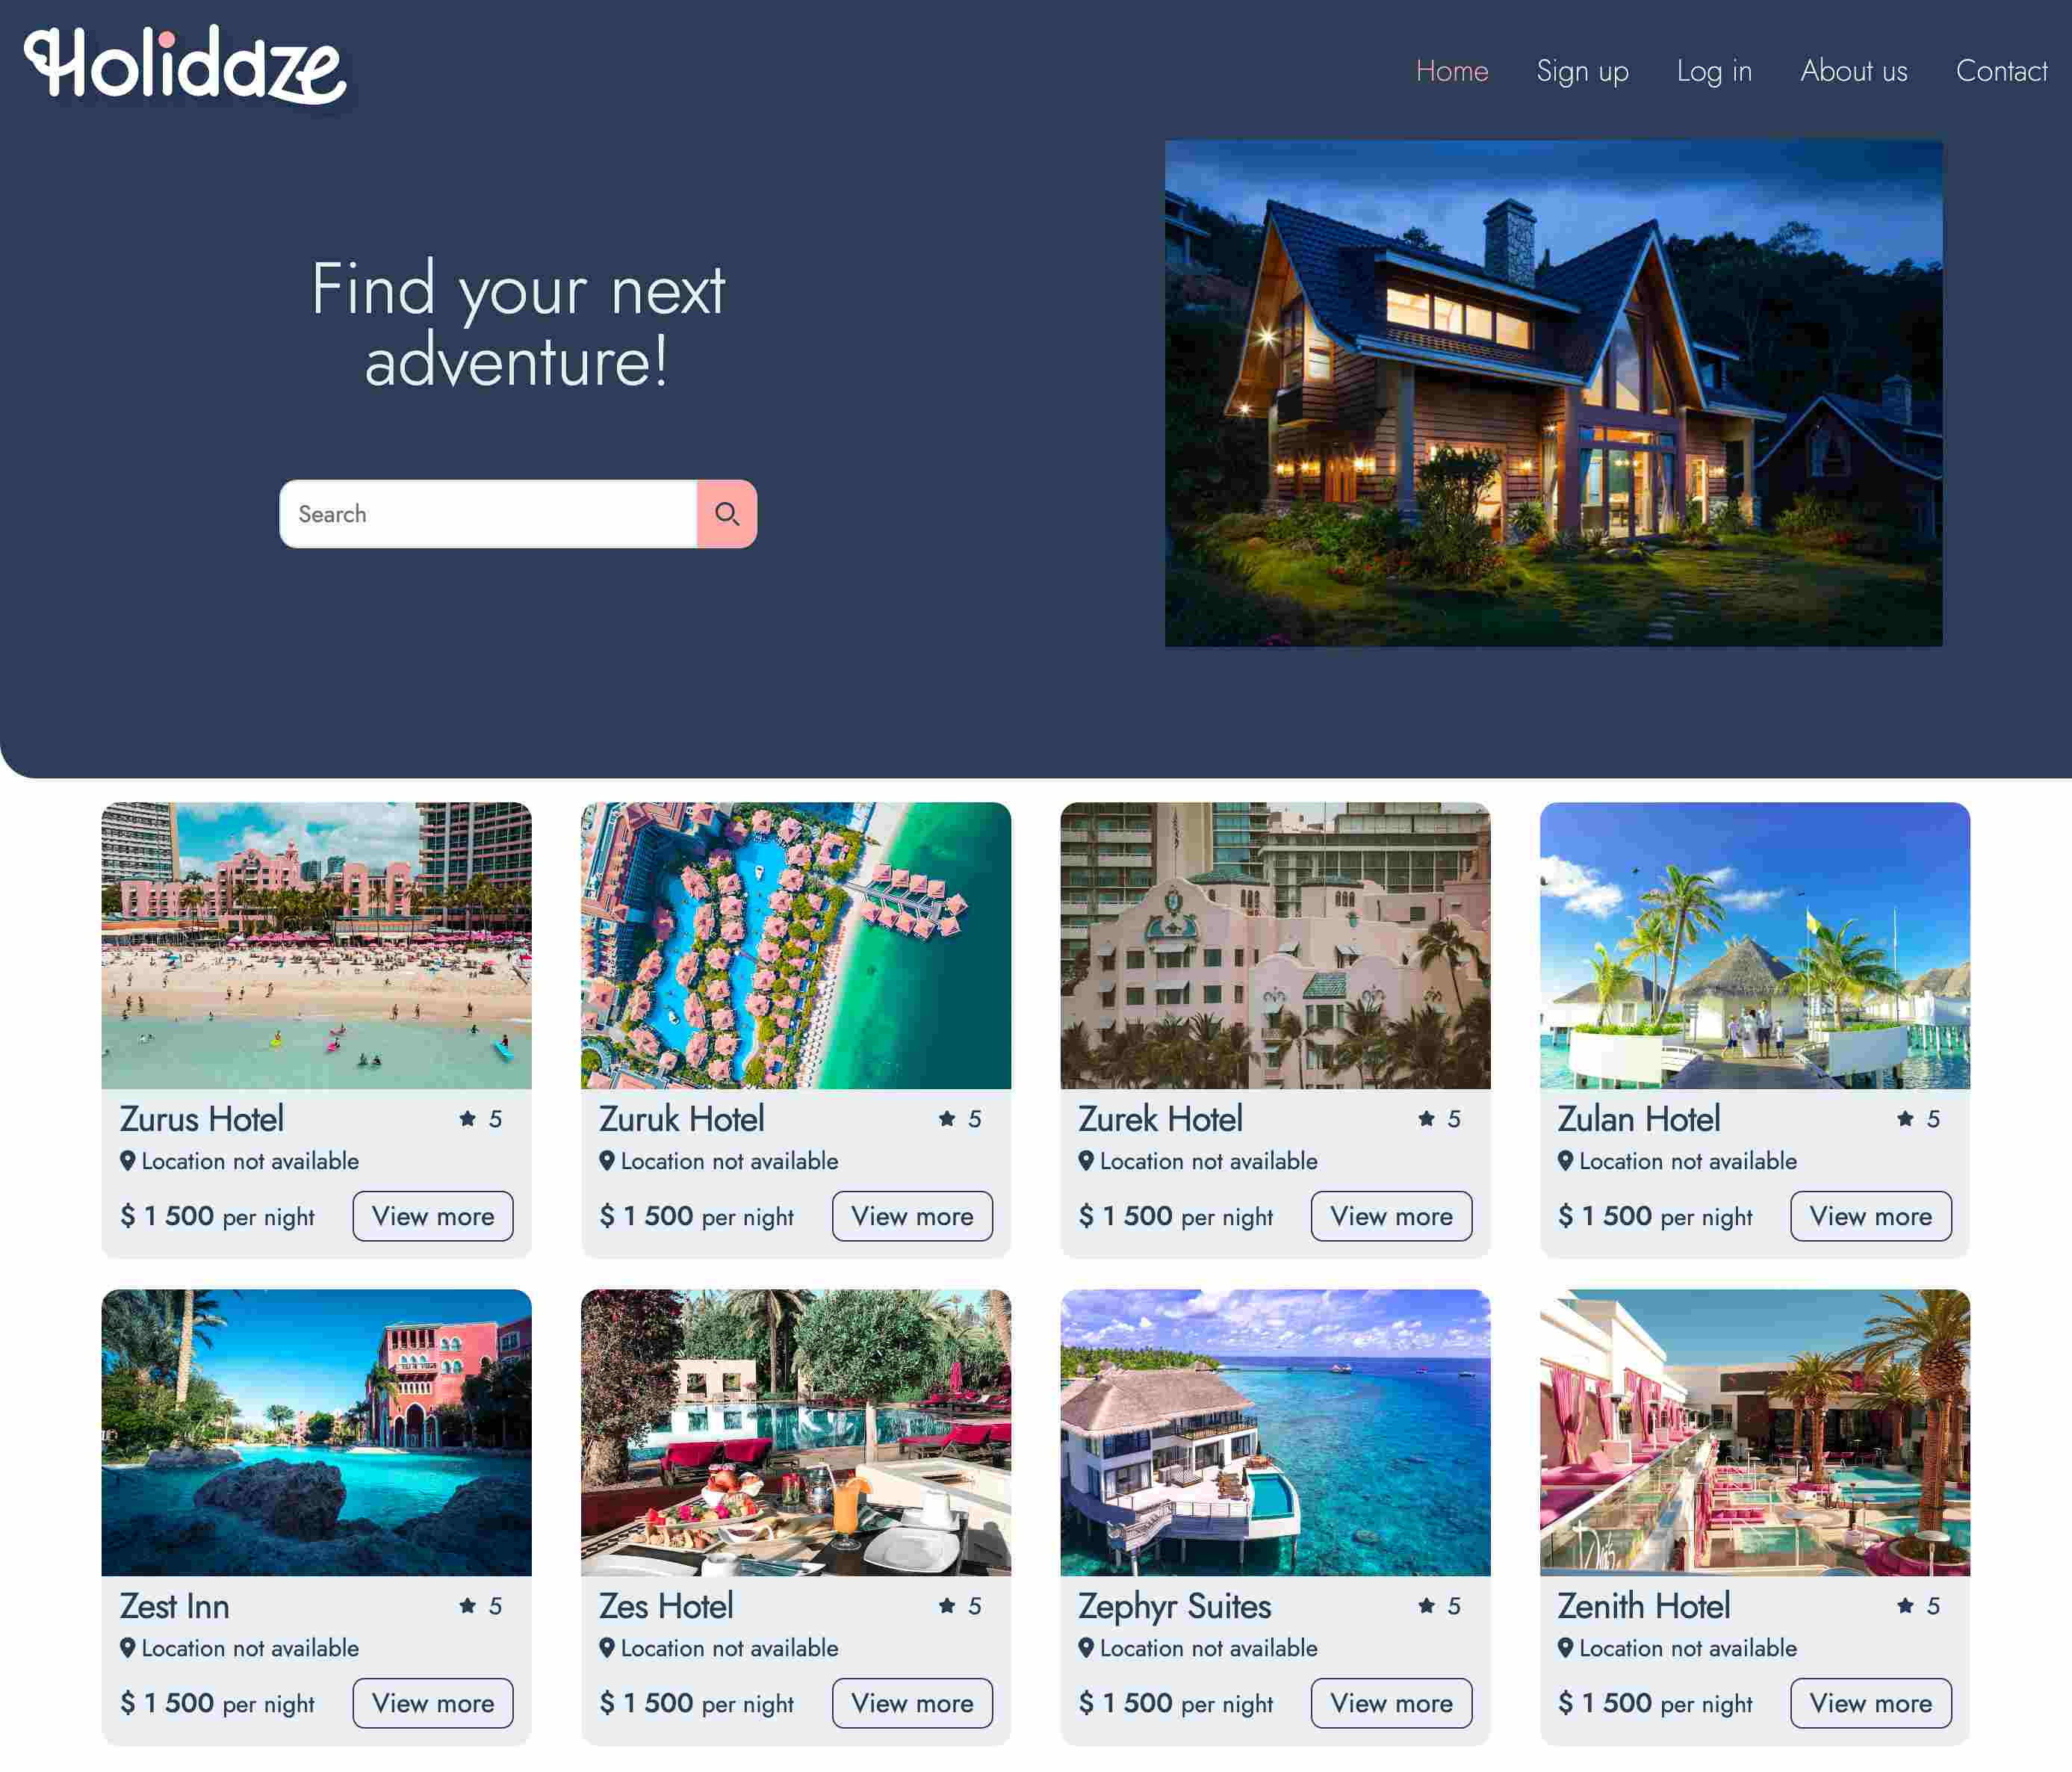 Holidaze
Home Sign up Log in About us Contact
Find your next
adventure!
Search
Zurus Hotel 5
Location not available
$ 1 500 per night View more
Zuruk Hotel 5
Location not available
$ 1 500 per night View more
Zurek Hotel 5
Location not available
$ 1 500 per night View more
Zulan Hotel 5
Location not available
$ 1 500 per night View more
Zest Inn 5
Location not available
$ 1 500 per night View more
Zes Hotel 5
Location not available
$ 1 500 per night View more
Zephyr Suites 5
Location not available
$ 1 500 per night View more
Zenith Hotel 5
Location not available
$ 1 500 per night View more